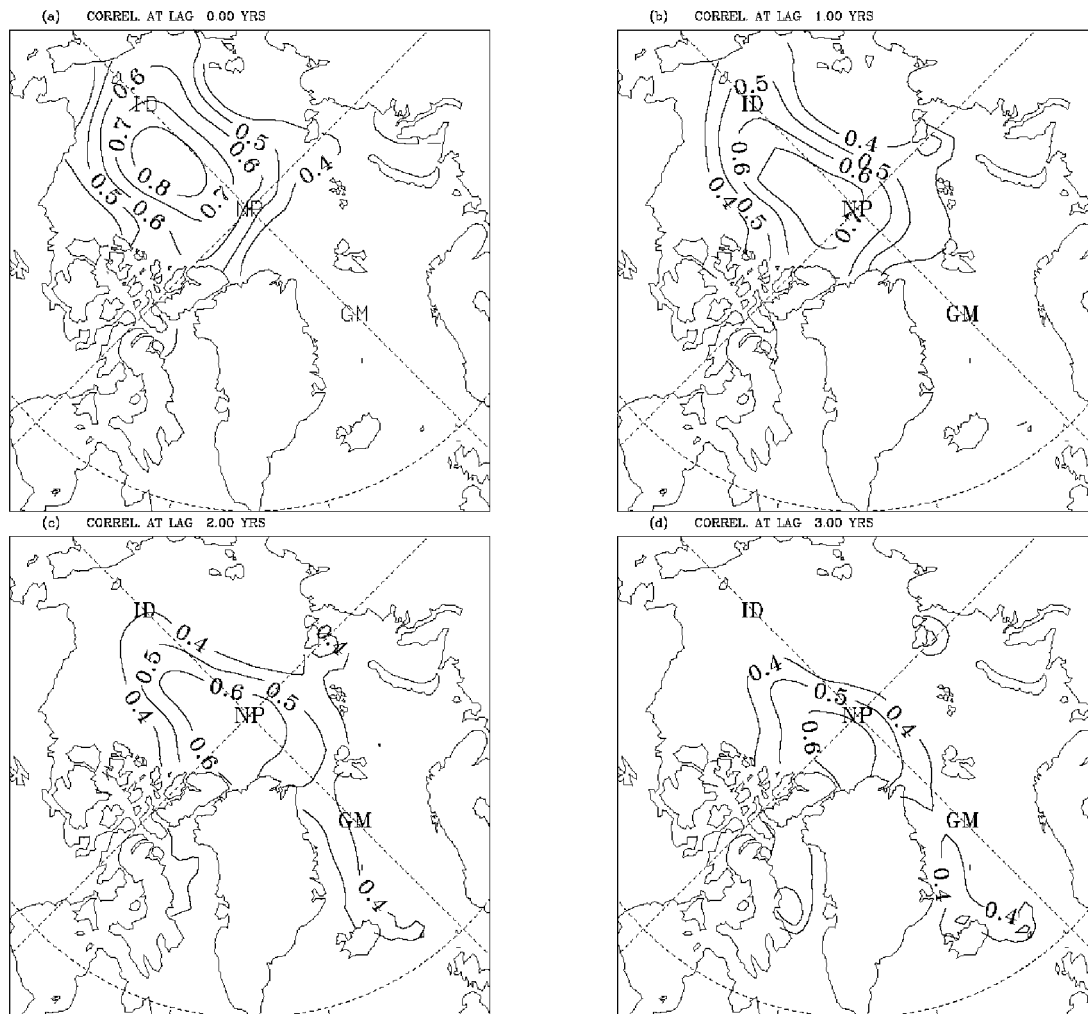 (a) CORREL. AT LAG 0.00 YRS
0.6
ID
0.7
0.5
0.6
0.4
0.8
0.5
0.6
0.7
NP
GM
(b) CORREL. AT LAG 1.00 YRS
0.5
ID
0.4
0.5
0.6
0.6
0.4
0.5
NP
0.7
GM
(c) CORREL. AT LAG 2.00 YRS
ID
0.4
0.4
0.5
0.6
0.5
0.4
NP
0.6
GM
0.4
(d) CORREL. AT LAG 3.00 YRS
ID
0.4
0.5
NP
0.4
0.6
GM
0.4
0.4